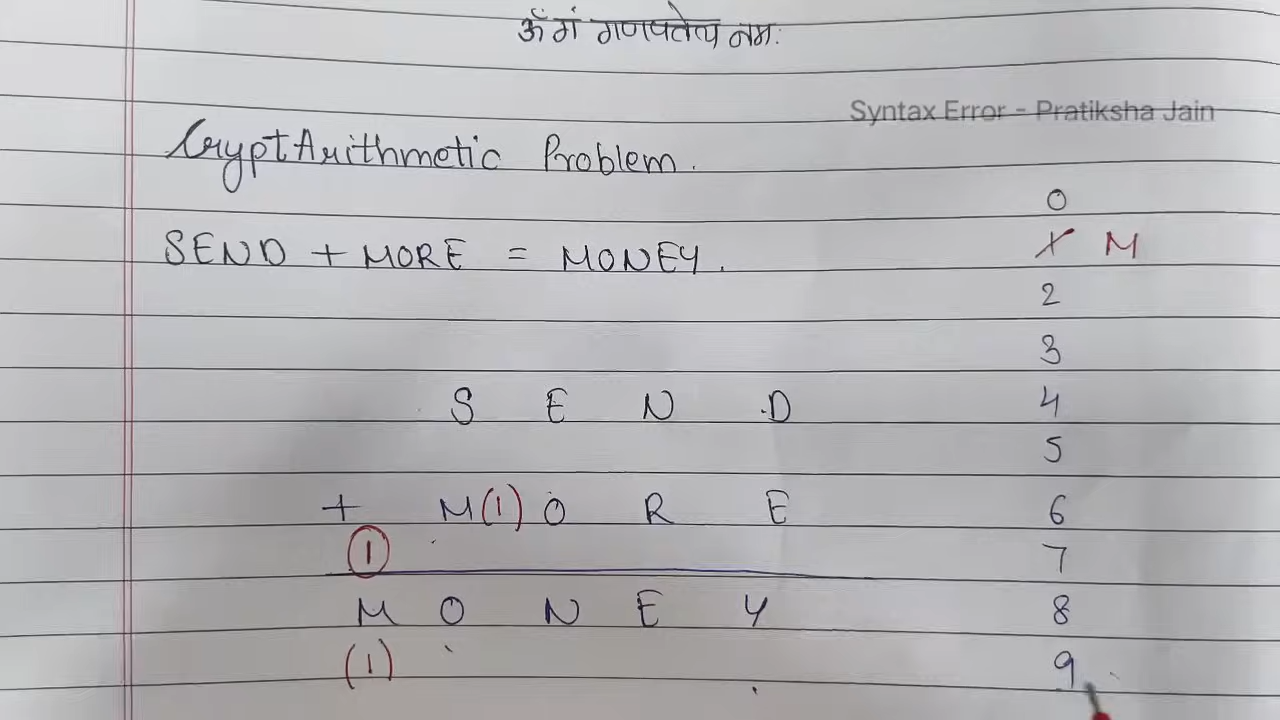 ॐ गं गणपतेय नमः
Syntax Error - Pratiksha Jain
CryptArithmetic Problem.
SEND + MORE = MONEY.
0
1 M
2
3
S E N D 4
5
+ M(1) O R E 6
1 7
M O N E Y 8
(1) 9